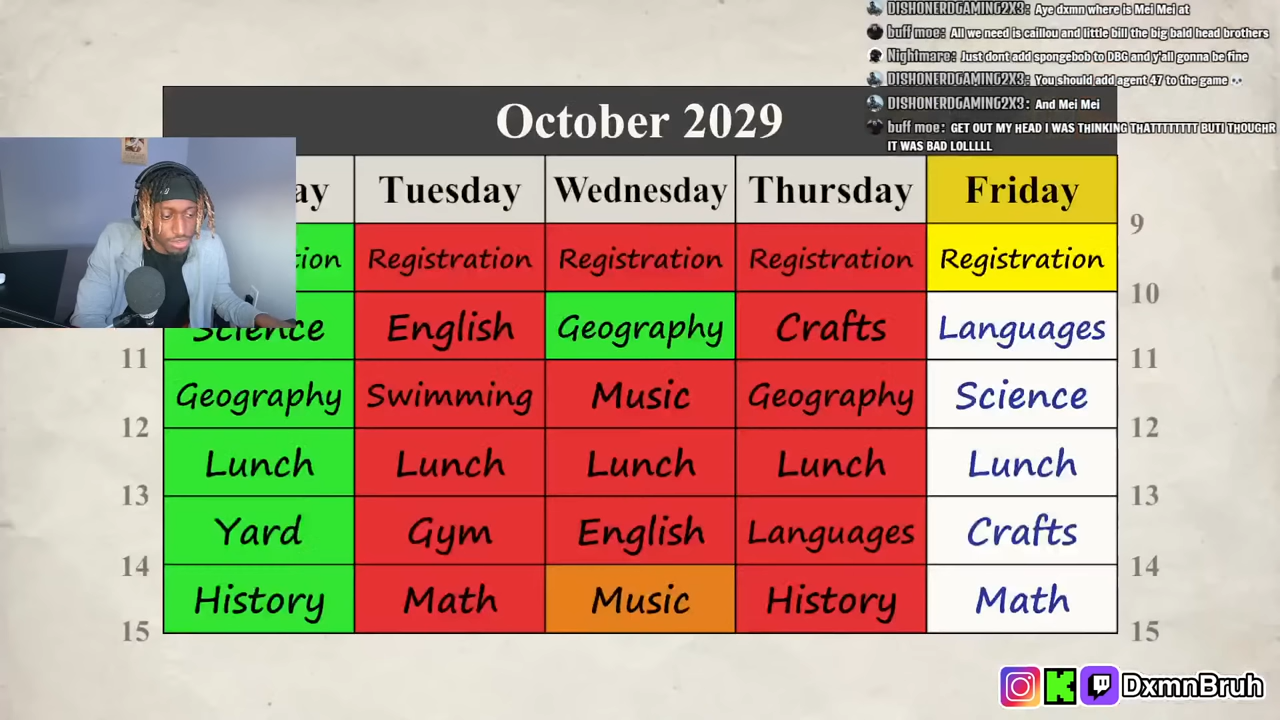 DISHONERDGAMING2X3: Aye dxmn where is Mei Mei at
buff moe: All we need is caillou and little bill the big bald head brothers
Nightmare: Just dont add spongebob to DBG and y'all gonna be fine
DISHONERDGAMING2X3: You should add agent 47 to the game 💀
DISHONERDGAMING2X3: And Mei Mei
buff moe: GET OUT MY HEAD I WAS THINKING THATTTTTTTT BUTI THOUGHR
IT WAS BAD LOLLLLL
October 2029
ay Tuesday Wednesday Thursday Friday
9
tion Registration Registration Registration Registration
10
Science English Geography Crafts Languages
11 11
Geography Swimming Music Geography Science
12 12
Lunch Lunch Lunch Lunch Lunch
13 13
Yard Gym English Languages Crafts
14 14
History Math Music History Math
15 15
K DxmnBruh